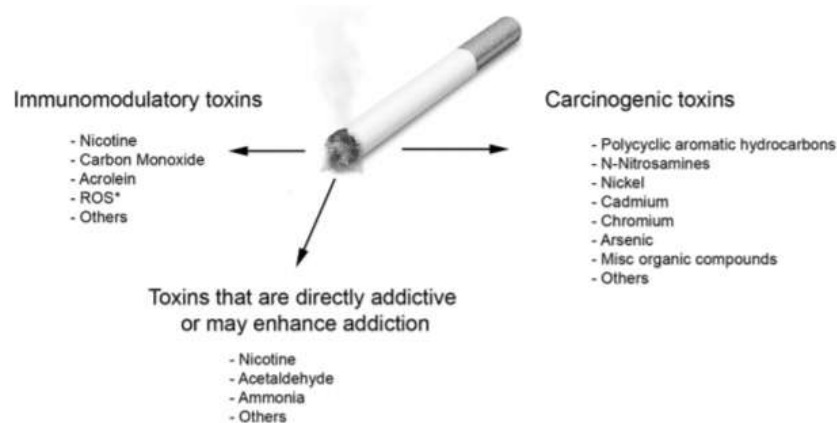 Immunomodulatory toxins
- Nicotine
- Carbon Monoxide
- Acrolein
- ROS*
- Others
Carcinogenic toxins
- Polycyclic aromatic hydrocarbons
- N-Nitrosamines
- Nickel
- Cadmium
- Chromium
- Arsenic
- Misc organic compounds
- Others
Toxins that are directly addictive
or may enhance addiction
- Nicotine
- Acetaldehyde
- Ammonia
- Others